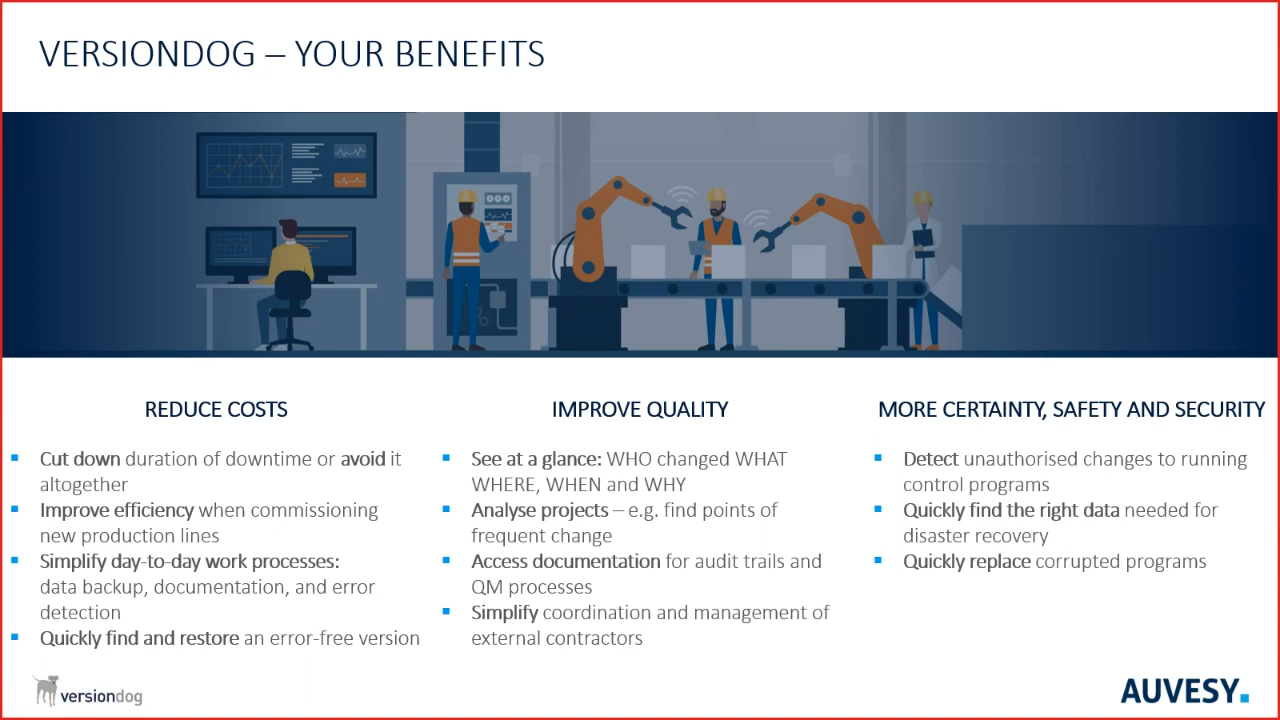 VERSIONDOG – YOUR BENEFITS
REDUCE COSTS
Cut down duration of downtime or avoid it
altogether
Improve efficiency when commissioning
new production lines
Simplify day-to-day work processes:
data backup, documentation, and error
detection
Quickly find and restore an error-free version
IMPROVE QUALITY
See at a glance: WHO changed WHAT
WHERE, WHEN and WHY
Analyse projects – e.g. find points of
frequent change
Access documentation for audit trails and
QM processes
Simplify coordination and management of
external contractors
MORE CERTAINTY, SAFETY AND SECURITY
Detect unauthorised changes to running
control programs
Quickly find the right data needed for
disaster recovery
Quickly replace corrupted programs
versiondog
AUVESY.